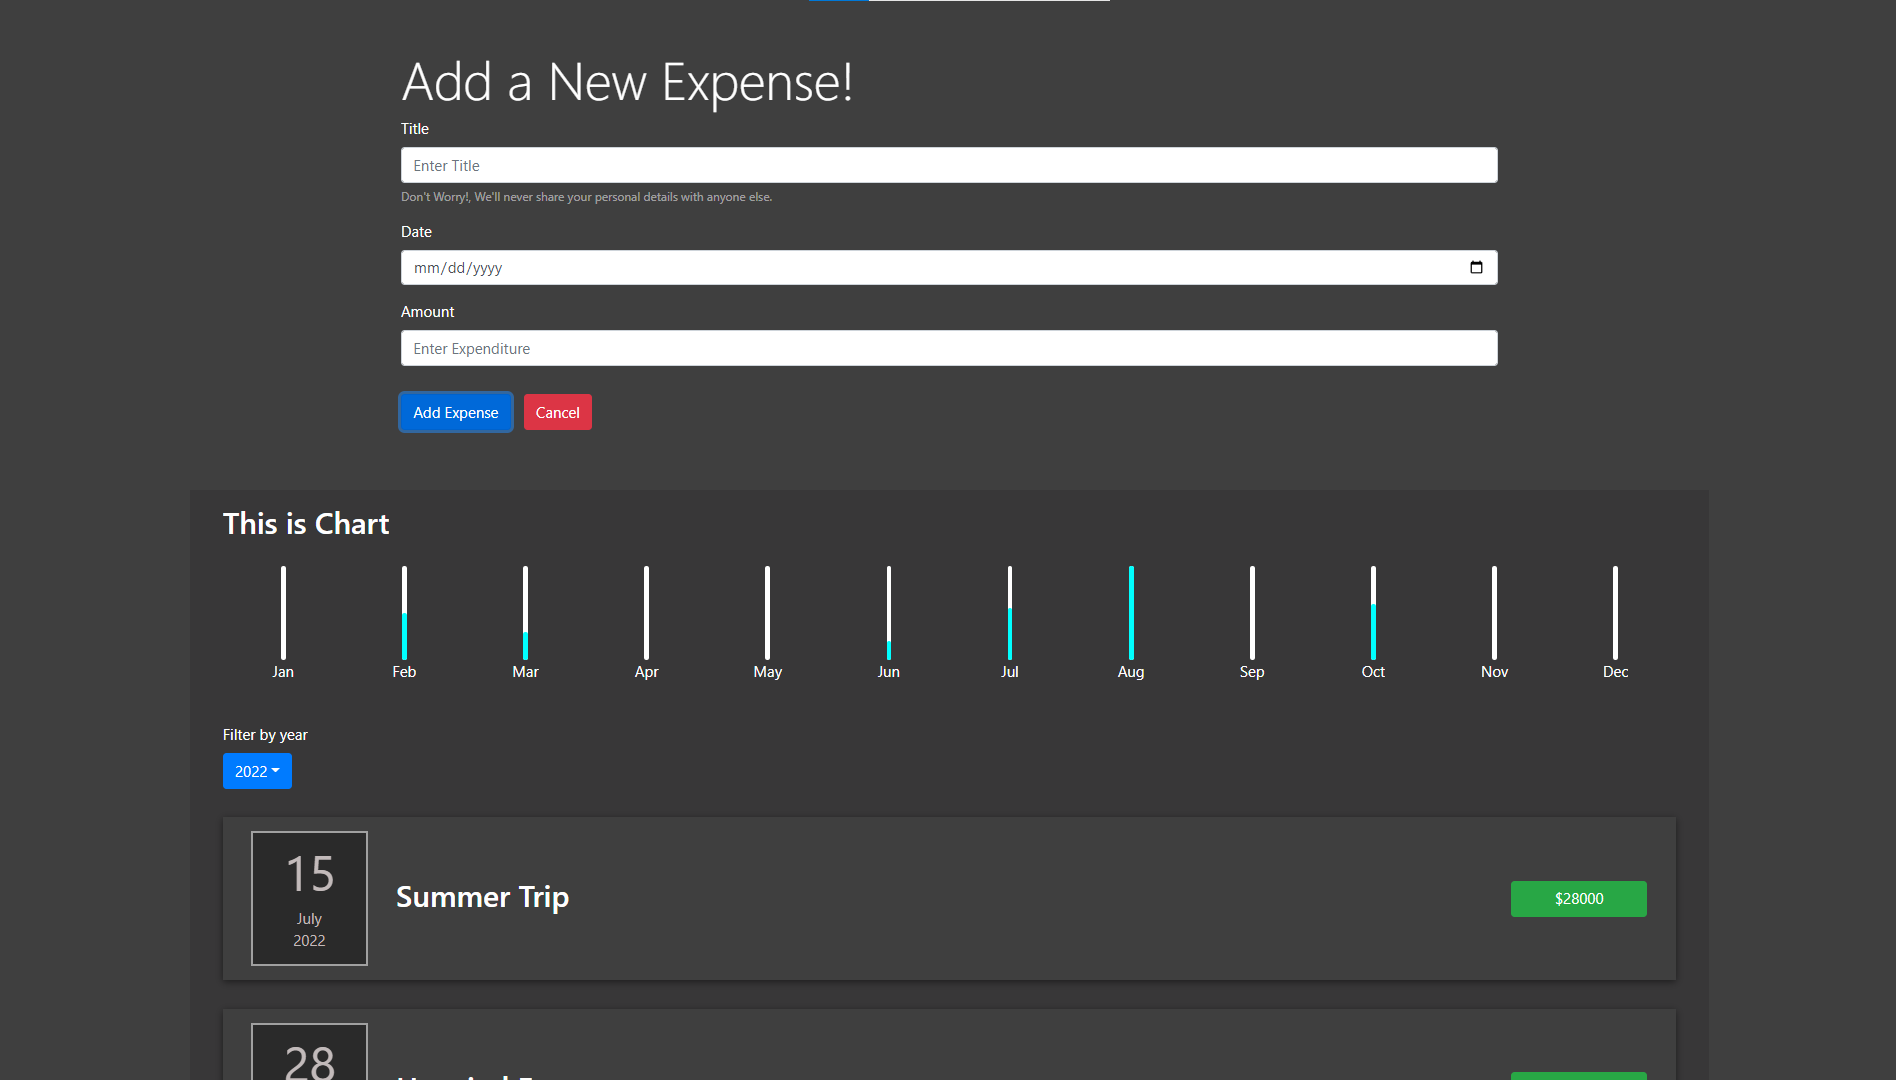 Add a New Expense!
Title
Enter Title
Don't Worry!, We'll never share your personal details with anyone else.
Date
mm/dd/yyyy
Amount
Enter Expenditure
Add Expense Cancel
This is Chart
Jan Feb Mar Apr May Jun Jul Aug Sep Oct Nov Dec
Filter by year
2022
15
July
2022
Summer Trip
$28000
28